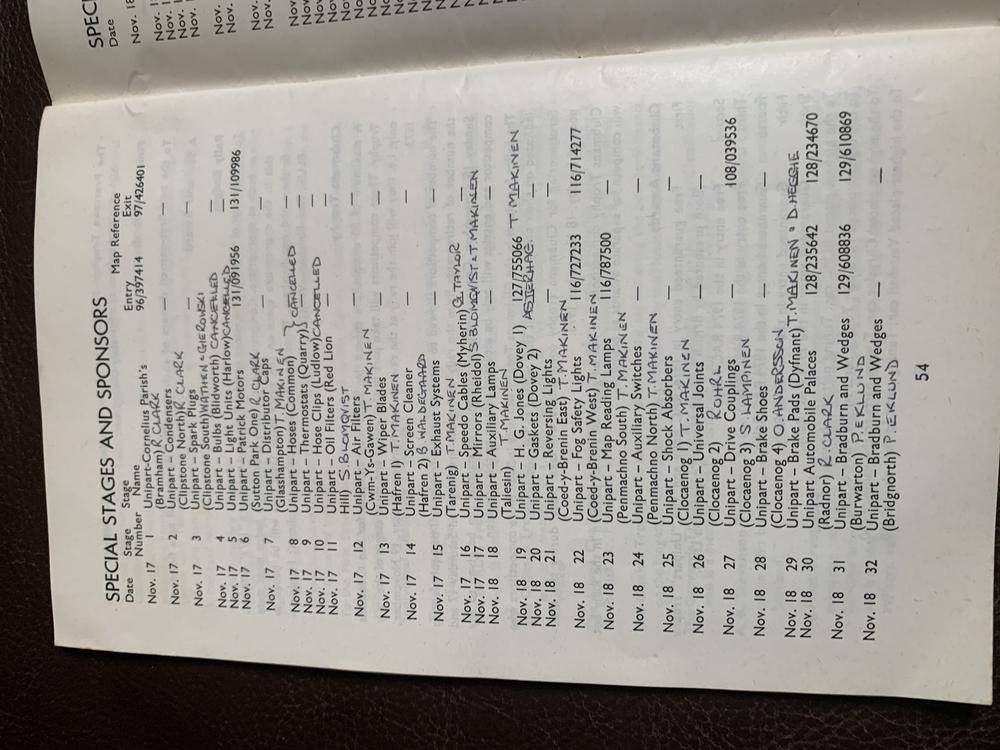 SPECIAL STAGES AND SPONSORS
Date Stage Stage Map Reference
Number Name Entry Exit
Nov. 17 1 Unipart-Cornelius Parish's 96/397414 97/426401
(Bramham) R CLARK
Nov. 17 2 Unipart – Condensers — —
(Clipstone North) R CLARK
Nov. 17 3 Unipart – Spark Plugs — —
(Clipstone South) WATHEN + GIEROWSKI
Nov. 17 4 Unipart – Bulbs (Blidworth) CANCELLED —
Nov. 17 5 Unipart – Light Units (Harlow) CANCELLED —
Nov. 17 6 Unipart – Patrick Motors 131/091956 131/109986
(Sutton Park One) R CLARK
Nov. 17 7 Unipart – Distributor Caps — —
(Glasshampton) T MAKINEN
Nov. 17 8 Unipart – Hoses (Common) } CANCELLED —
Nov. 17 9 Unipart – Thermostats (Quarry) } —
Nov. 17 10 Unipart – Hose Clips (Ludlow) CANCELLED —
Nov. 17 11 Unipart – Oil Filters (Red Lion — —
Hill) S BLOMQVIST
Nov. 17 12 Unipart – Air Filters — —
(Cwm-Ys-Gawen) T. MAKINEN
Nov. 17 13 Unipart – Wiper Blades — —
(Hafren 1) T. MAKINEN
Nov. 17 14 Unipart – Screen Cleaner — —
(Hafren 2) B WALDEGAARD
Nov. 17 15 Unipart – Exhaust Systems — —
(Tarenig) T MAKINEN
Nov. 17 16 Unipart – Speedo Cables (Myherin) G. TAYLOR —
Nov. 17 17 Unipart – Mirrors (Rheidol) S BLOMQVIST & T. MAKINEN
Nov. 18 18 Unipart – Auxillary Lamps — —
(Taliesin) T. MAKINEN
Nov. 18 19 Unipart – H. G. Jones (Dovey 1) 127/755066 T MAKINEN
Nov. 18 20 Unipart – Gaskets (Dovey 2) —
Nov. 18 21 Unipart – Reversing Lights — —
(Coed-y-Brenin East) T. MAKINEN
Nov. 18 22 Unipart – Fog Safety Lights 116/727233 116/714277
(Coed-y-Brenin West) T. MAKINEN
Nov. 18 23 Unipart – Map Reading Lamps 116/787500 —
(Penmachno South) T. MAKINEN
Nov. 18 24 Unipart – Auxillary Switches — —
(Penmachno North) T. MAKINEN
Nov. 18 25 Unipart – Shock Absorbers — —
(Clocaenog 1) T. MAKINEN
Nov. 18 26 Unipart – Universal Joints — —
(Clocaenog 2) ROHRL
Nov. 18 27 Unipart – Drive Couplings — 108/039536
(Clocaenog 3) S LAMPINEN
Nov. 18 28 Unipart – Brake Shoes — —
(Clocaenog 4) O ANDERSSON
Nov. 18 29 Unipart – Brake Pads (Dyfnant) T. MAKINEN & D. HEGGIE
Nov. 18 30 Unipart Automobile Palaces 128/235642 128/234670
(Radnor) R. CLARK
Nov. 18 31 Unipart – Bradburn and Wedges 129/608836 129/610869
(Burwarton) P. EKLUND
Nov. 18 32 Unipart – Bradburn and Wedges — —
(Bridgnorth) P. EKLUND
54
SPEC
Date
Nov. 18